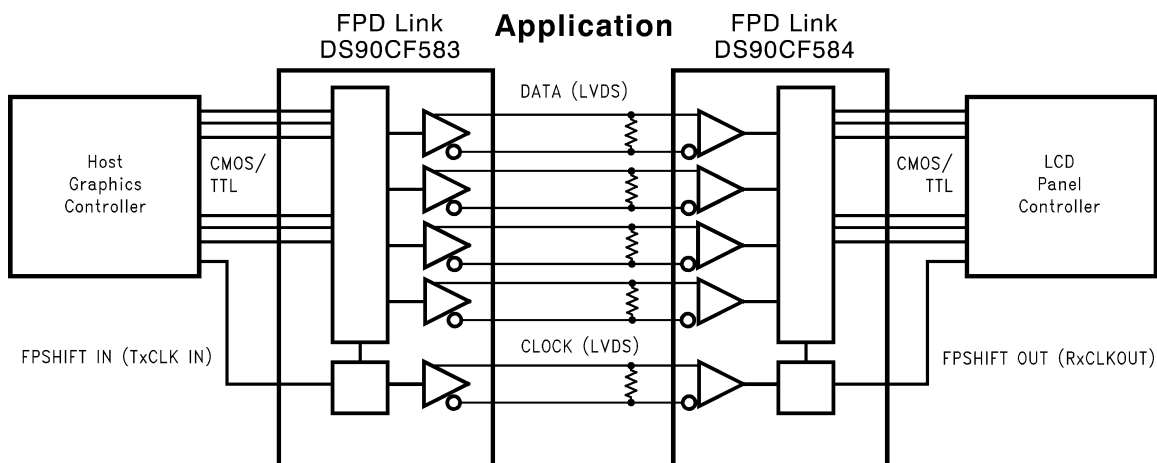 Application
FPD Link
DS90CF583
FPD Link
DS90CF584
DATA (LVDS)
Host
Graphics
Controller
CMOS/
TTL
CMOS/
TTL
LCD
Panel
Controller
CLOCK (LVDS)
FPSHIFT IN (TxCLK IN)
FPSHIFT OUT (RxCLKOUT)